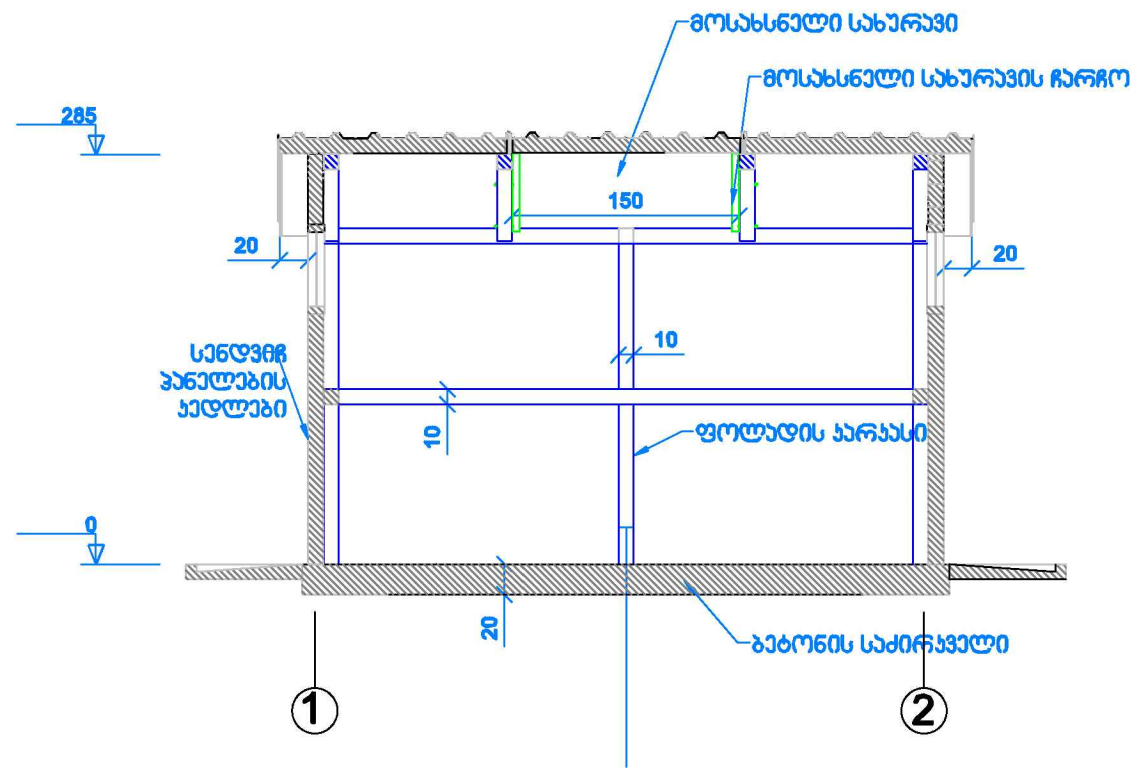 მოსახსნელი სახურავი
მოსახსნელი სახურავის ჩარჩო
285
150
20
20
სენდვიჩ
პანელების
კედლები
10
10
ფოლადის კარკასი
0
20
ბეტონის საძირკველი
1
2